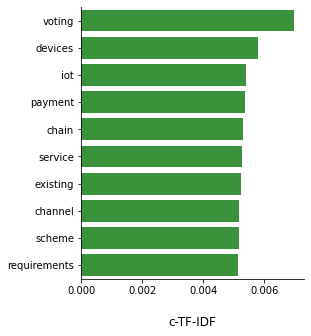 voting
devices
iot
payment
chain
service
existing
channel
scheme
requirements
0.000 0.002 0.004 0.006
c-TF-IDF